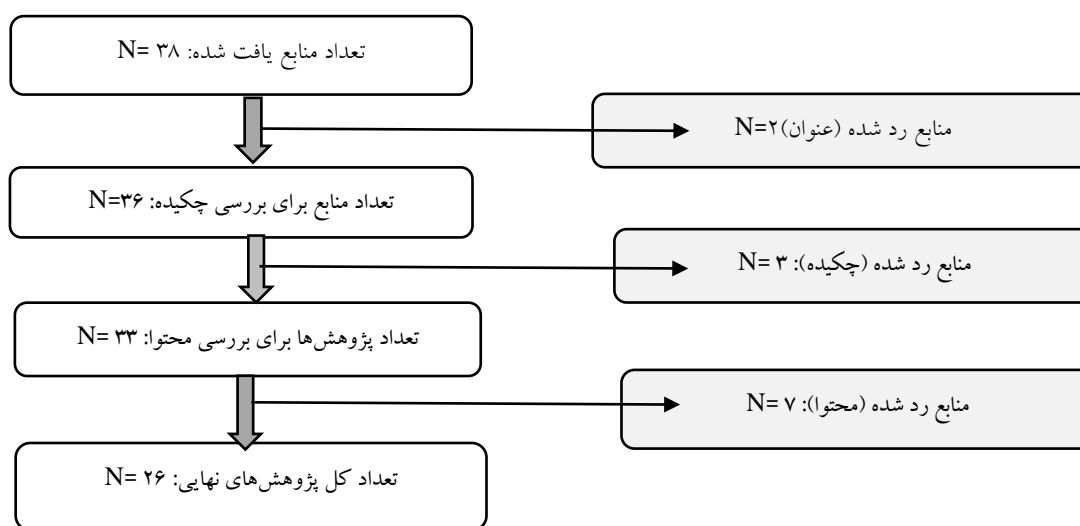 تعداد منابع یافت شده: N= ۳۸
منابع رد شده (عنوان)N=۲
تعداد منابع برای بررسی چکیده: N=۳۶
منابع رد شده (چکیده): N= ۳
تعداد پژوهش‌ها برای بررسی محتوا: N= ۳۳
منابع رد شده (محتوا): N= ۷
تعداد کل پژوهش‌های نهایی: N= ۲۶